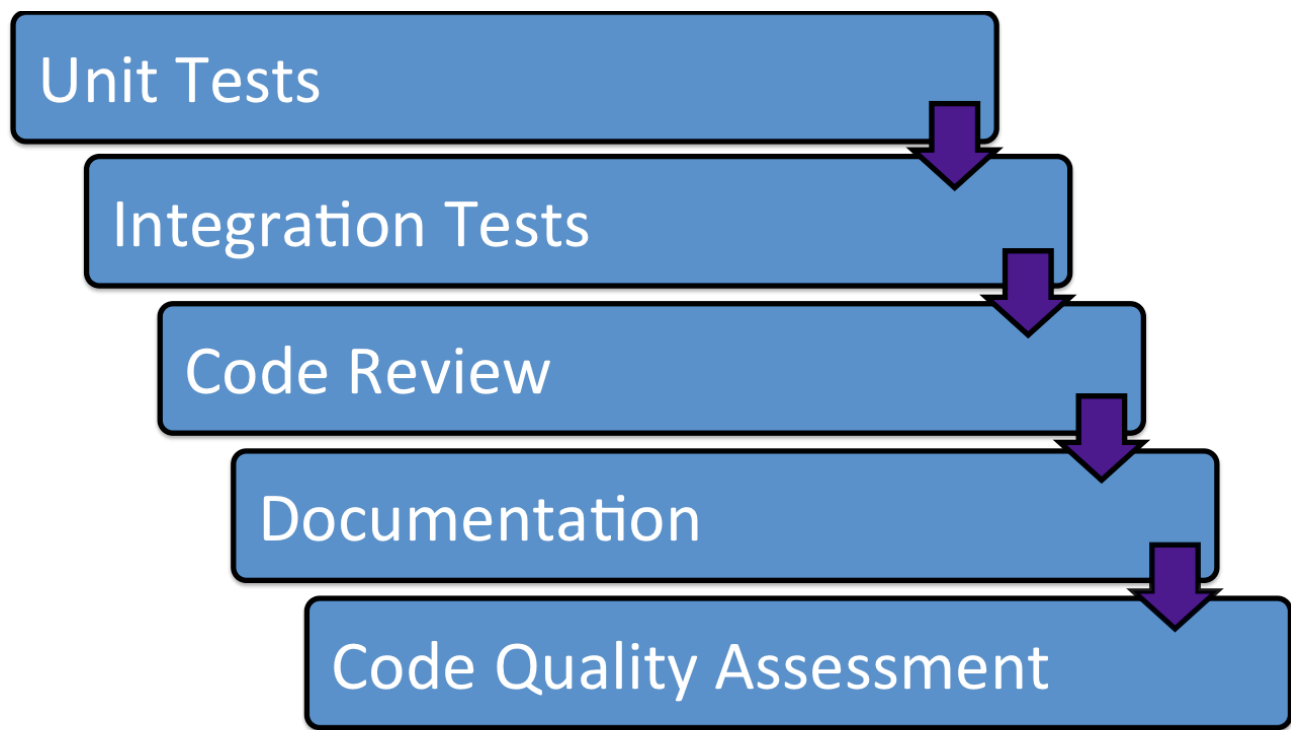 Unit Tests
Integration Tests
Code Review
Documentation
Code Quality Assessment